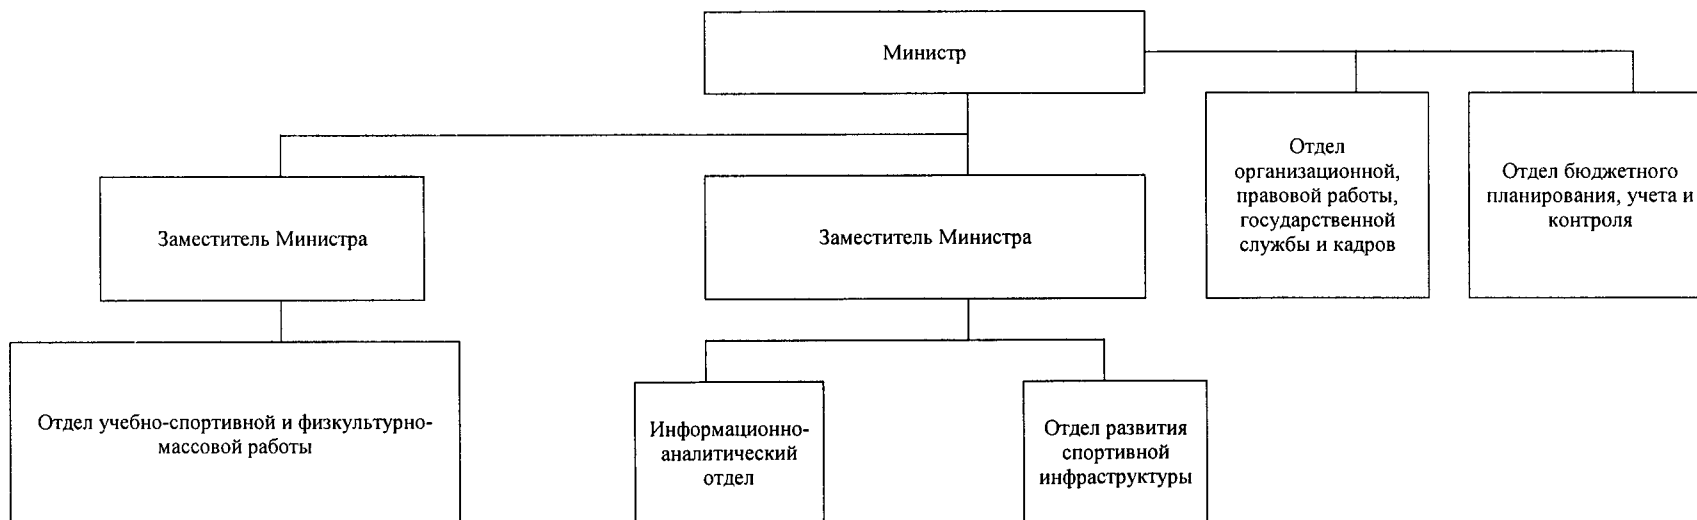 Министр
Отдел
организационной,
правовой работы,
государственной
службы и кадров
Отдел бюджетного
планирования, учета и
контроля
Заместитель Министра
Заместитель Министра
Отдел учебно-спортивной и физкультурно-
массовой работы
Информационно-
аналитический
отдел
Отдел развития
спортивной
инфраструктуры